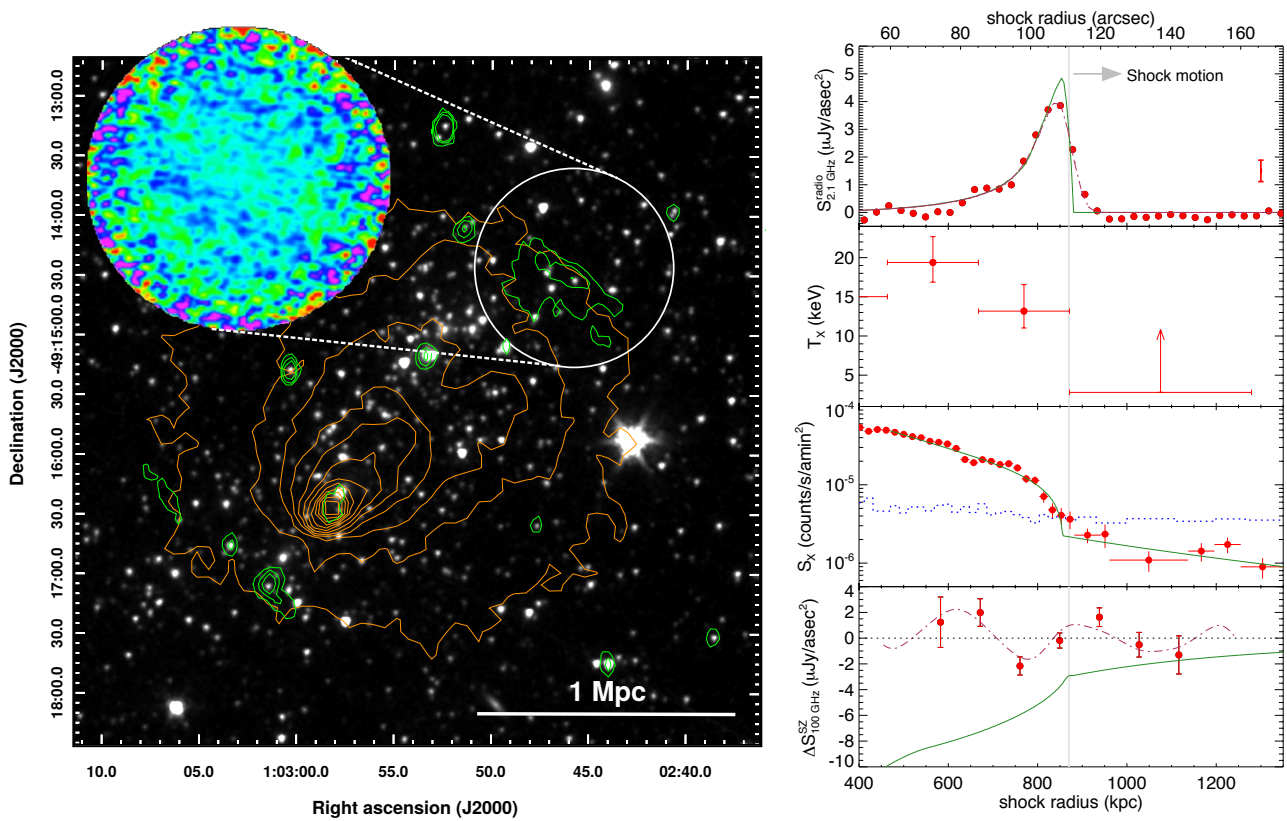 13:00.0
30.0
14:00.0
30.0
-49:15:00.0
30.0
16:00.0
30.0
17:00.0
30.0
18:00.0
Declination (J2000)
1 Mpc
10.0 05.0 1:03:00.0 55.0 50.0 45.0 02:40.0
Right ascension (J2000)
shock radius (arcsec)
60 80 100 120 140 160
6
5
4
3
2
1
0
S^radio_2.1 GHz (μJy/asec²)
Shock motion
20
15
10
5
T_X (keV)
10⁻⁴
10⁻⁵
10⁻⁶
S_X (counts/s/amin²)
4
2
0
-2
-4
-6
-8
-10
ΔS^SZ_100 GHz (μJy/asec²)
400 600 800 1000 1200
shock radius (kpc)